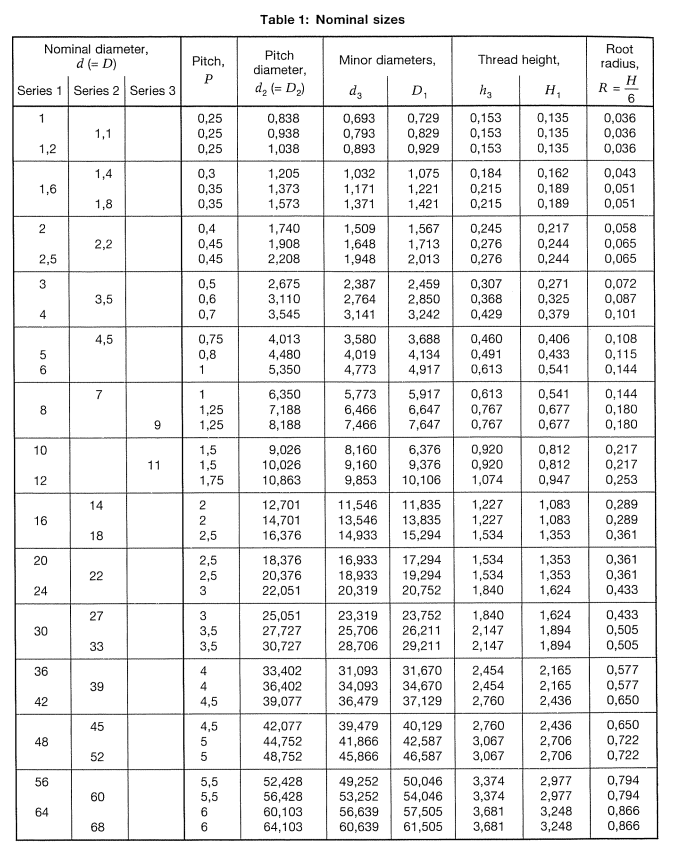 Table 1: Nominal sizes
Nominal diameter, d (= D) Pitch, P Pitch diameter, d₂ (= D₂) Minor diameters, Thread height, Root radius, R = H/6
Series 1 Series 2 Series 3 d₃ D₁ h₃ H₁
1 0,25 0,838 0,693 0,729 0,153 0,135 0,036
1,1 0,25 0,938 0,793 0,829 0,153 0,135 0,036
1,2 0,25 1,038 0,893 0,929 0,153 0,135 0,036
1,4 0,3 1,205 1,032 1,075 0,184 0,162 0,043
1,6 0,35 1,373 1,171 1,221 0,215 0,189 0,051
1,8 0,35 1,573 1,371 1,421 0,215 0,189 0,051
2 0,4 1,740 1,509 1,567 0,245 0,217 0,058
2,2 0,45 1,908 1,648 1,713 0,276 0,244 0,065
2,5 0,45 2,208 1,948 2,013 0,276 0,244 0,065
3 0,5 2,675 2,387 2,459 0,307 0,271 0,072
3,5 0,6 3,110 2,764 2,850 0,368 0,325 0,087
4 0,7 3,545 3,141 3,242 0,429 0,379 0,101
4,5 0,75 4,013 3,580 3,688 0,460 0,406 0,108
5 0,8 4,480 4,019 4,134 0,491 0,433 0,115
6 1 5,350 4,773 4,917 0,613 0,541 0,144
7 1 6,350 5,773 5,917 0,613 0,541 0,144
8 1,25 7,188 6,466 6,647 0,767 0,677 0,180
9 1,25 8,188 7,466 7,647 0,767 0,677 0,180
10 1,5 9,026 8,160 6,376 0,920 0,812 0,217
11 1,5 10,026 9,160 9,376 0,920 0,812 0,217
12 1,75 10,863 9,853 10,106 1,074 0,947 0,253
14 2 12,701 11,546 11,835 1,227 1,083 0,289
16 2 14,701 13,546 13,835 1,227 1,083 0,289
18 2,5 16,376 14,933 15,294 1,534 1,353 0,361
20 2,5 18,376 16,933 17,294 1,534 1,353 0,361
22 2,5 20,376 18,933 19,294 1,534 1,353 0,361
24 3 22,051 20,319 20,752 1,840 1,624 0,433
27 3 25,051 23,319 23,752 1,840 1,624 0,433
30 3,5 27,727 25,706 26,211 2,147 1,894 0,505
33 3,5 30,727 28,706 29,211 2,147 1,894 0,505
36 4 33,402 31,093 31,670 2,454 2,165 0,577
39 4 36,402 34,093 34,670 2,454 2,165 0,577
42 4,5 39,077 36,479 37,129 2,760 2,436 0,650
45 4,5 42,077 39,479 40,129 2,760 2,436 0,650
48 5 44,752 41,866 42,587 3,067 2,706 0,722
52 5 48,752 45,866 46,587 3,067 2,706 0,722
56 5,5 52,428 49,252 50,046 3,374 2,977 0,794
60 5,5 56,428 53,252 54,046 3,374 2,977 0,794
64 6 60,103 56,639 57,505 3,681 3,248 0,866
68 6 64,103 60,639 61,505 3,681 3,248 0,866